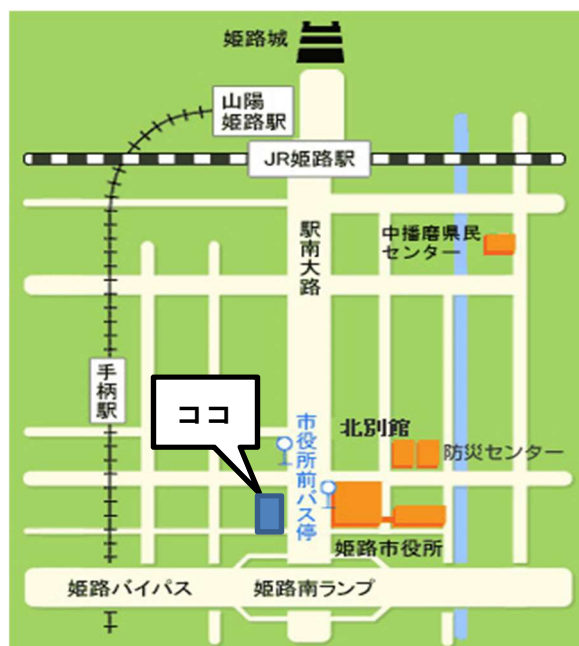 姫路城
山陽
姫路駅
JR姫路駅
駅南大路
中播磨県民
センター
手柄駅
ココ
市役所前バス停
北別館
防災センター
姫路市役所
姫路バイパス
姫路南ランプ